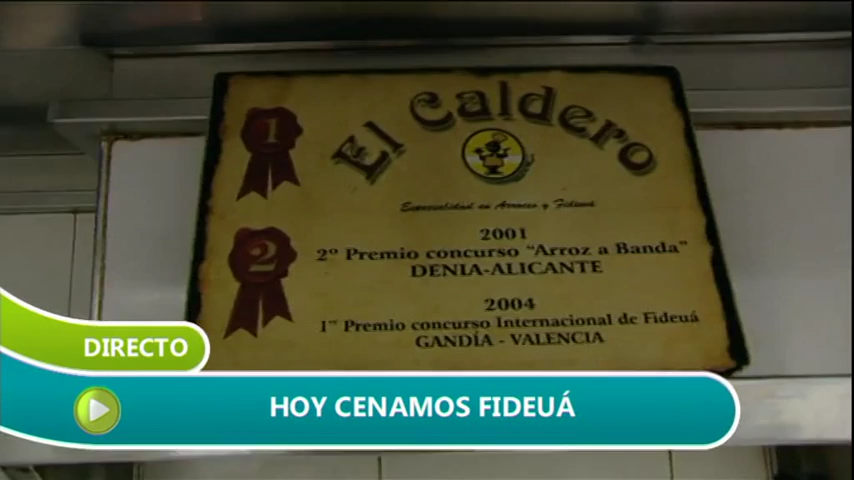 El Caldero
1
Especialidad en Arroces y Fideuá
2
2001
2º Premio concurso "Arroz a Banda"
DENIA-ALICANTE
2004
1er Premio concurso Internacional de Fideuá
GANDÍA - VALENCIA
DIRECTO
HOY CENAMOS FIDEUÁ